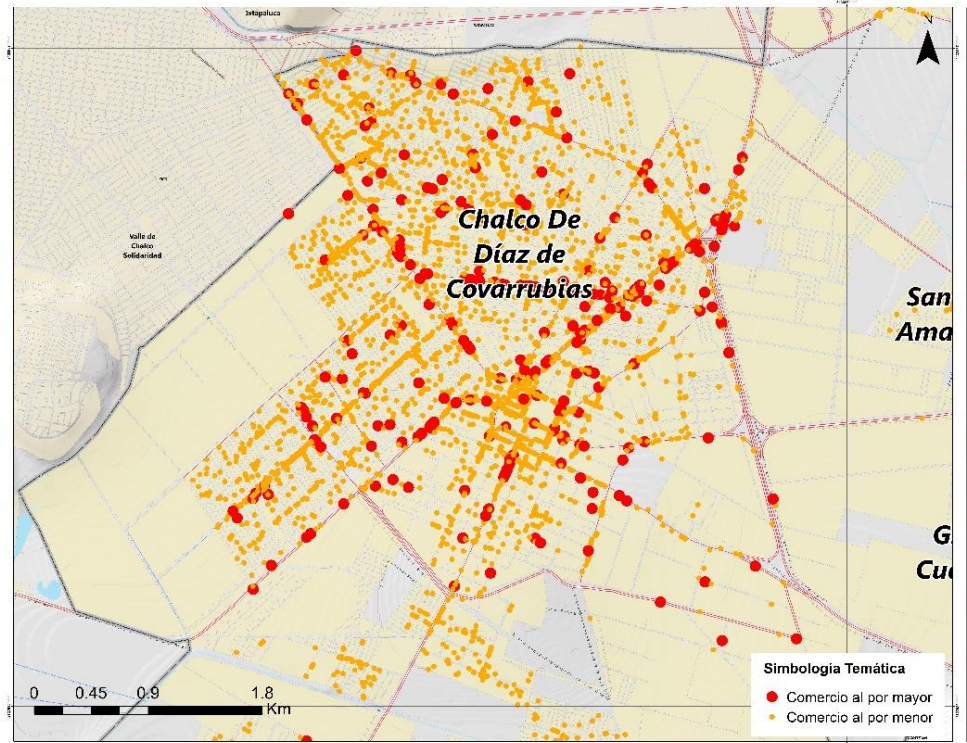 Ixtapaluca
Valle de
Chalco
Solidaridad
Chalco De
Díaz de
Covarrubias
San
Ama
G
Cu
0 0.45 0.9 1.8
Km
Simbología Temática
Comercio al por mayor
Comercio al por menor